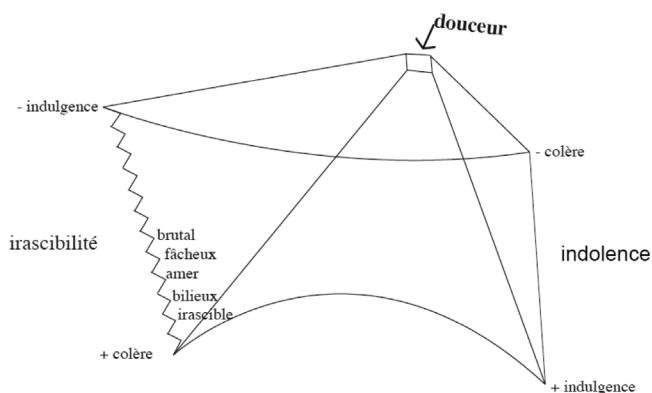 douceur
- indulgence
- colère
irascibilité
brutal
fâcheux
amer
bilieux
irascible
indolence
+ colère
+ indulgence